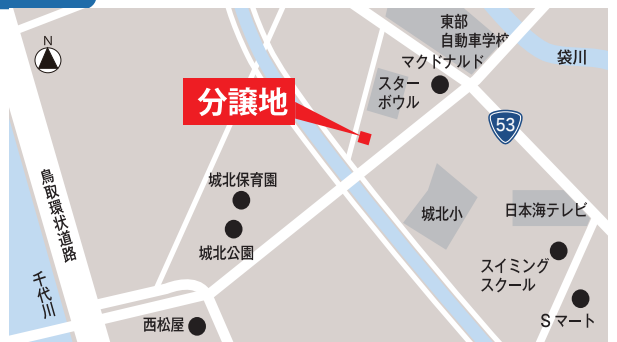 N
東部
自動車学校
マクドナルド
袋川
スター
ボウル
分譲地
53
鳥取環状道路
城北保育園
城北小
日本海テレビ
城北公園
スイミング
スクール
千代川
西松屋
Sマート